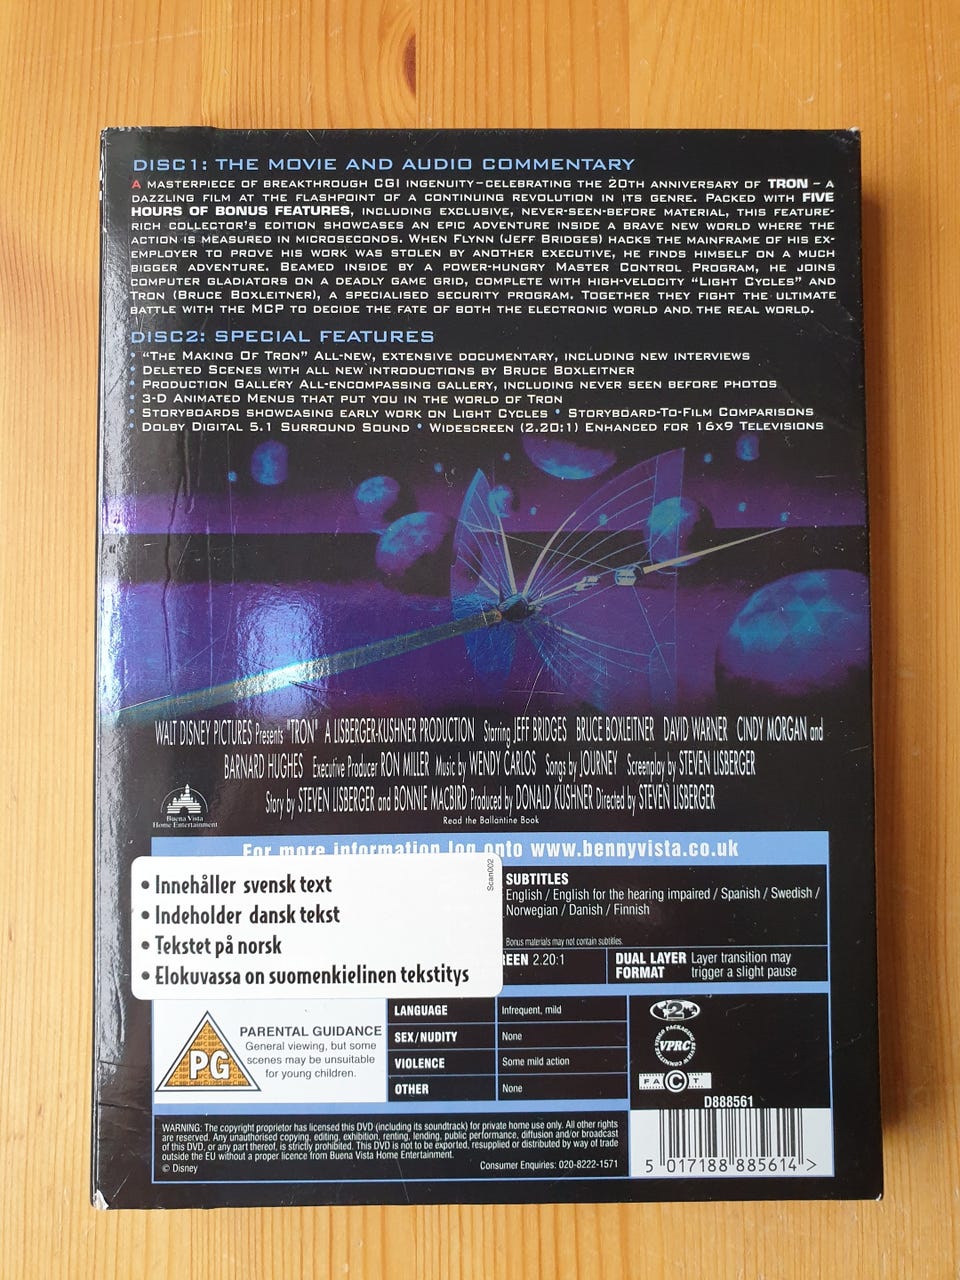 DISC1: THE MOVIE AND AUDIO COMMENTARY
A MASTERPIECE OF BREAKTHROUGH CGI INGENUITY–CELEBRATING THE 20TH ANNIVERSARY OF TRON – A
DAZZLING FILM AT THE FLASHPOINT OF A CONTINUING REVOLUTION IN ITS GENRE. PACKED WITH FIVE
HOURS OF BONUS FEATURES, INCLUDING EXCLUSIVE, NEVER-SEEN-BEFORE MATERIAL, THIS FEATURE-
RICH COLLECTOR'S EDITION SHOWCASES AN EPIC ADVENTURE INSIDE A BRAVE NEW WORLD WHERE THE
ACTION IS MEASURED IN MICROSECONDS. WHEN FLYNN (JEFF BRIDGES) HACKS THE MAINFRAME OF HIS EX-
EMPLOYER TO PROVE HIS WORK WAS STOLEN BY ANOTHER EXECUTIVE, HE FINDS HIMSELF ON A MUCH
BIGGER ADVENTURE. BEAMED INSIDE BY A POWER-HUNGRY MASTER CONTROL PROGRAM, HE JOINS
COMPUTER GLADIATORS ON A DEADLY GAME GRID, COMPLETE WITH HIGH-VELOCITY "LIGHT CYCLES" AND
TRON (BRUCE BOXLEITNER), A SPECIALISED SECURITY PROGRAM. TOGETHER THEY FIGHT THE ULTIMATE
BATTLE WITH THE MCP TO DECIDE THE FATE OF BOTH THE ELECTRONIC WORLD AND THE REAL WORLD.
DISC2: SPECIAL FEATURES
• "THE MAKING OF TRON" ALL-NEW, EXTENSIVE DOCUMENTARY, INCLUDING NEW INTERVIEWS
• DELETED SCENES WITH ALL NEW INTRODUCTIONS BY BRUCE BOXLEITNER
• PRODUCTION GALLERY ALL-ENCOMPASSING GALLERY, INCLUDING NEVER SEEN BEFORE PHOTOS
• 3-D ANIMATED MENUS THAT PUT YOU IN THE WORLD OF TRON
• STORYBOARDS SHOWCASING EARLY WORK ON LIGHT CYCLES • STORYBOARD-TO-FILM COMPARISONS
• DOLBY DIGITAL 5.1 SURROUND SOUND • WIDESCREEN (2.20:1) ENHANCED FOR 16X9 TELEVISIONS
WALT DISNEY PICTURES Presents "TRON" A LISBERGER-KUSHNER PRODUCTION Starring JEFF BRIDGES BRUCE BOXLEITNER DAVID WARNER CINDY MORGAN and
BARNARD HUGHES Executive Producer RON MILLER Music by WENDY CARLOS Songs by JOURNEY Screenplay by STEVEN LISBERGER
Story by STEVEN LISBERGER and BONNIE MACBIRD Produced by DONALD KUSHNER Directed by STEVEN LISBERGER
Read the Ballantine Book
Buena Vista
Home Entertainment
For more information log onto www.bennyvista.co.uk
Scan002
• Innehåller svensk text
• Indeholder dansk tekst
• Tekstet på norsk
• Elokuvassa on suomenkielinen tekstitys
SUBTITLES
English / English for the hearing impaired / Spanish / Swedish /
Norwegian / Danish / Finnish
Bonus materials may not contain subtitles.
REEN 2.20:1
DUAL LAYER FORMAT Layer transition may
trigger a slight pause
PG
PARENTAL GUIDANCE
General viewing, but some
scenes may be unsuitable
for young children.
LANGUAGE Infrequent, mild
SEX/NUDITY None
VIOLENCE Some mild action
OTHER None
2
VIDEO PACKAGING REVIEW COMMITTEE
VPRC
FACT
D888561
WARNING: The copyright proprietor has licensed this DVD (including its soundtrack) for private home use only. All other rights
are reserved. Any unauthorised copying, editing, exhibition, renting, lending, public performance, diffusion and/or broadcast
of this DVD, or any part thereof, is strictly prohibited. This DVD is not to be exported, resupplied or distributed by way of trade
outside the EU without a proper licence from Buena Vista Home Entertainment.
© Disney
Consumer Enquiries: 020-8222-1571
5 017188 885614 >